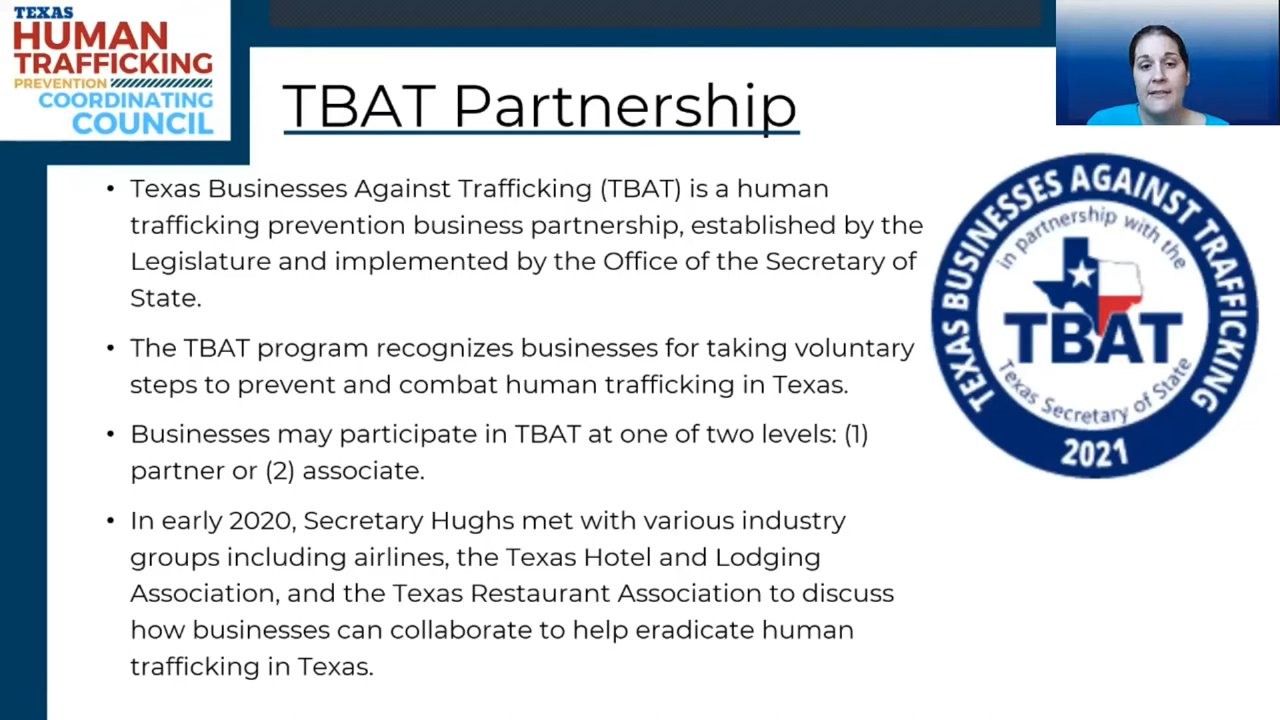 TEXAS
HUMAN
TRAFFICKING
PREVENTION
COORDINATING
COUNCIL
TBAT Partnership
• Texas Businesses Against Trafficking (TBAT) is a human
trafficking prevention business partnership, established by the
Legislature and implemented by the Office of the Secretary of
State.
• The TBAT program recognizes businesses for taking voluntary
steps to prevent and combat human trafficking in Texas.
• Businesses may participate in TBAT at one of two levels: (1)
partner or (2) associate.
• In early 2020, Secretary Hughs met with various industry
groups including airlines, the Texas Hotel and Lodging
Association, and the Texas Restaurant Association to discuss
how businesses can collaborate to help eradicate human
trafficking in Texas.
TEXAS BUSINESSES AGAINST TRAFFICKING
in partnership with the
TBAT
Texas Secretary of State
2021